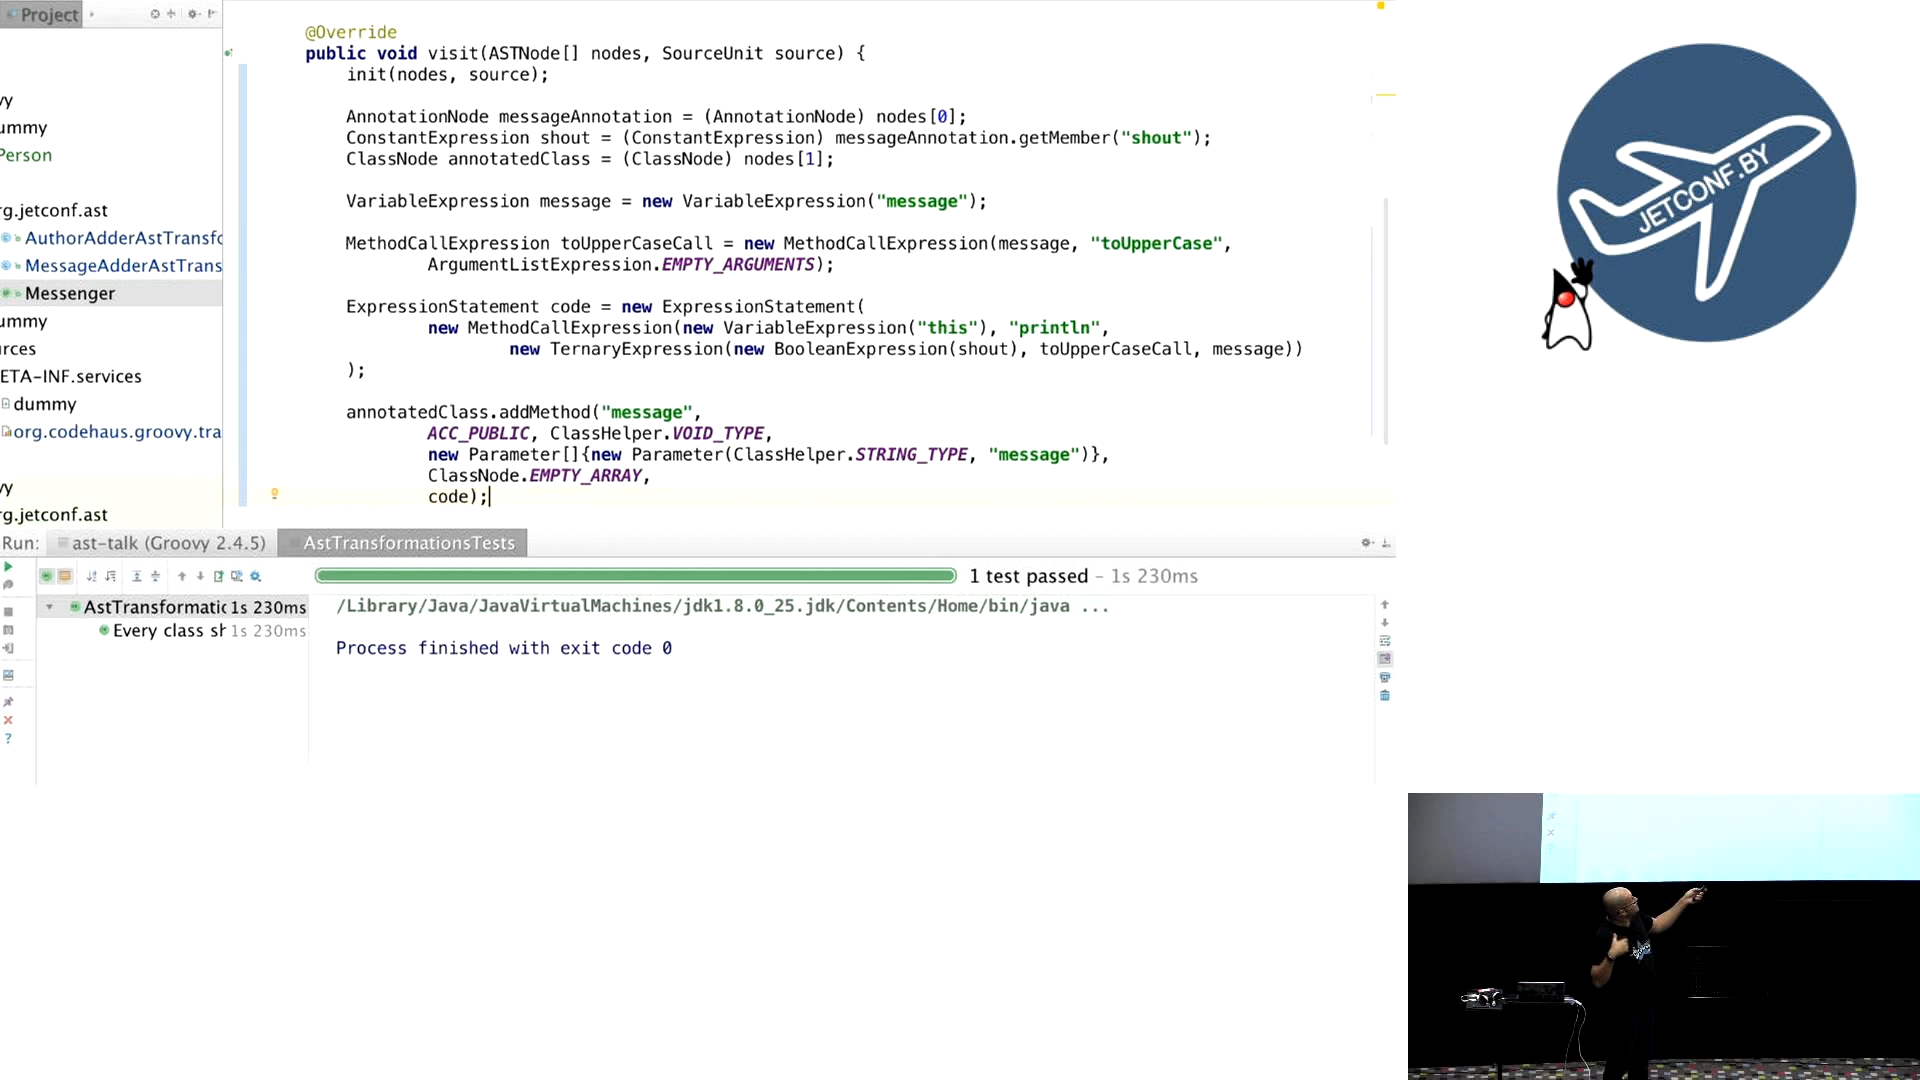 Project
vy
ummy
Person
rg.jetconf.ast
AuthorAdderAstTransfo
MessageAdderAstTrans
Messenger
ummy
urces
ETA-INF.services
dummy
org.codehaus.groovy.tra
vy
rg.jetconf.ast
@Override
public void visit(ASTNode[] nodes, SourceUnit source) {
init(nodes, source);
AnnotationNode messageAnnotation = (AnnotationNode) nodes[0];
ConstantExpression shout = (ConstantExpression) messageAnnotation.getMember("shout");
ClassNode annotatedClass = (ClassNode) nodes[1];
VariableExpression message = new VariableExpression("message");
MethodCallExpression toUpperCaseCall = new MethodCallExpression(message, "toUpperCase",
ArgumentListExpression.EMPTY_ARGUMENTS);
ExpressionStatement code = new ExpressionStatement(
new MethodCallExpression(new VariableExpression("this"), "println",
new TernaryExpression(new BooleanExpression(shout), toUpperCaseCall, message))
);
annotatedClass.addMethod("message",
ACC_PUBLIC, ClassHelper.VOID_TYPE,
new Parameter[]{new Parameter(ClassHelper.STRING_TYPE, "message")},
ClassNode.EMPTY_ARRAY,
code);
JETCONF.BY
Run: ast-talk (Groovy 2.4.5) AstTransformationsTests
1 test passed – 1s 230ms
AstTransformatic 1s 230ms
Every class sh 1s 230ms
/Library/Java/JavaVirtualMachines/jdk1.8.0_25.jdk/Contents/Home/bin/java ...
Process finished with exit code 0